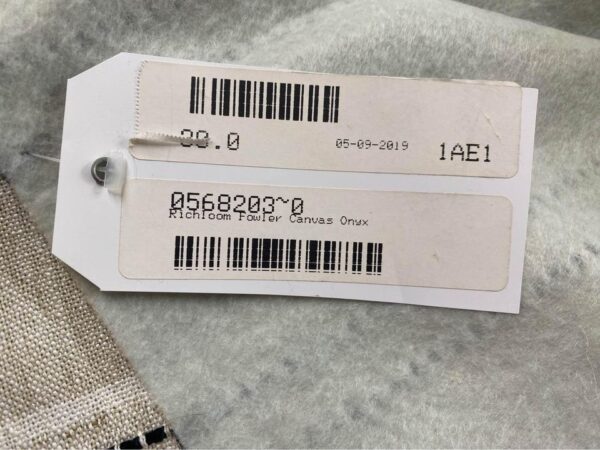 05-09-2019 1AE1
0568203~0
Richloom Fowler Canvas Onyx